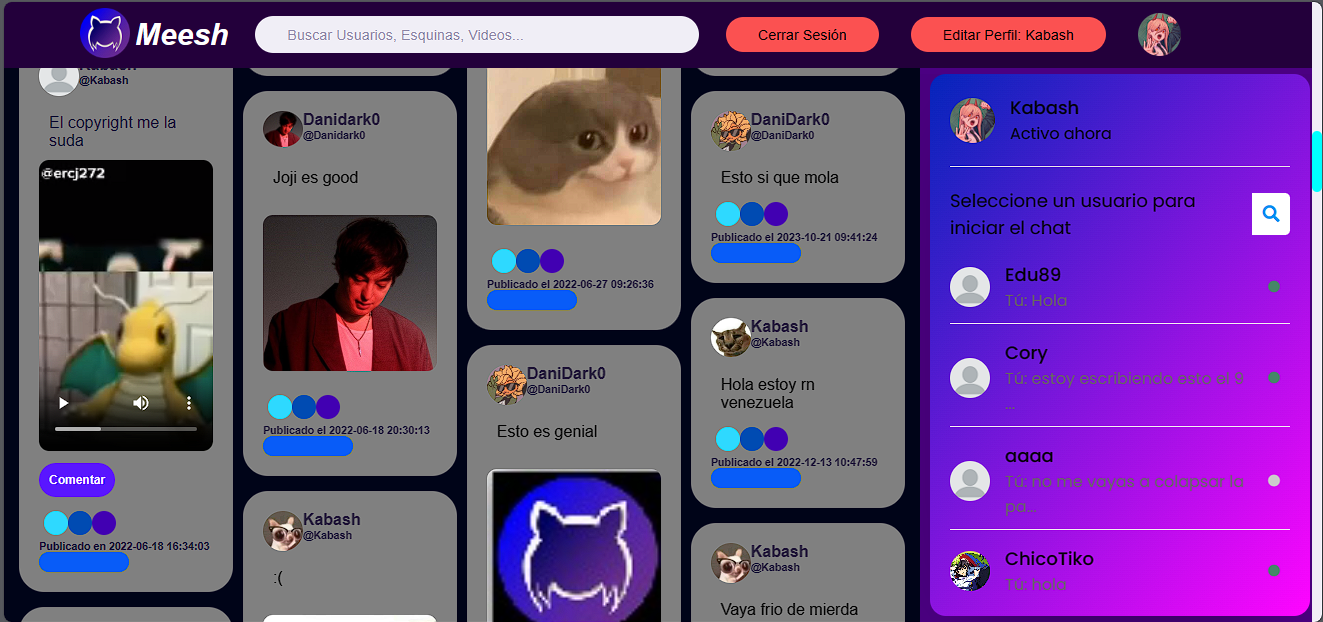 Meesh
Buscar Usuarios, Esquinas, Videos...
Cerrar Sesión
Editar Perfil: Kabash
@Kabash
El copyright me la
suda
@ercj272
Comentar
Publicado en 2022-06-18 16:34:03
Danidark0
@Danidark0
Joji es good
Publicado el 2022-06-18 20:30:13
Kabash
@Kabash
:(
Publicado el 2022-06-27 09:26:36
DaniDark0
@DaniDark0
Esto es genial
DaniDark0
@DaniDark0
Esto si que mola
Publicado el 2023-10-21 09:41:24
Kabash
@Kabash
Hola estoy rn
venezuela
Publicado el 2022-12-13 10:47:59
Kabash
@Kabash
Vaya frio de mierda
Kabash
Activo ahora
Seleccione un usuario para
iniciar el chat
Edu89
Tú: Hola
Cory
Tú: estoy escribiendo esto el 9
...
aaaa
Tú: no me vayas a colapsar la
pa...
ChicoTiko
Tú: hola